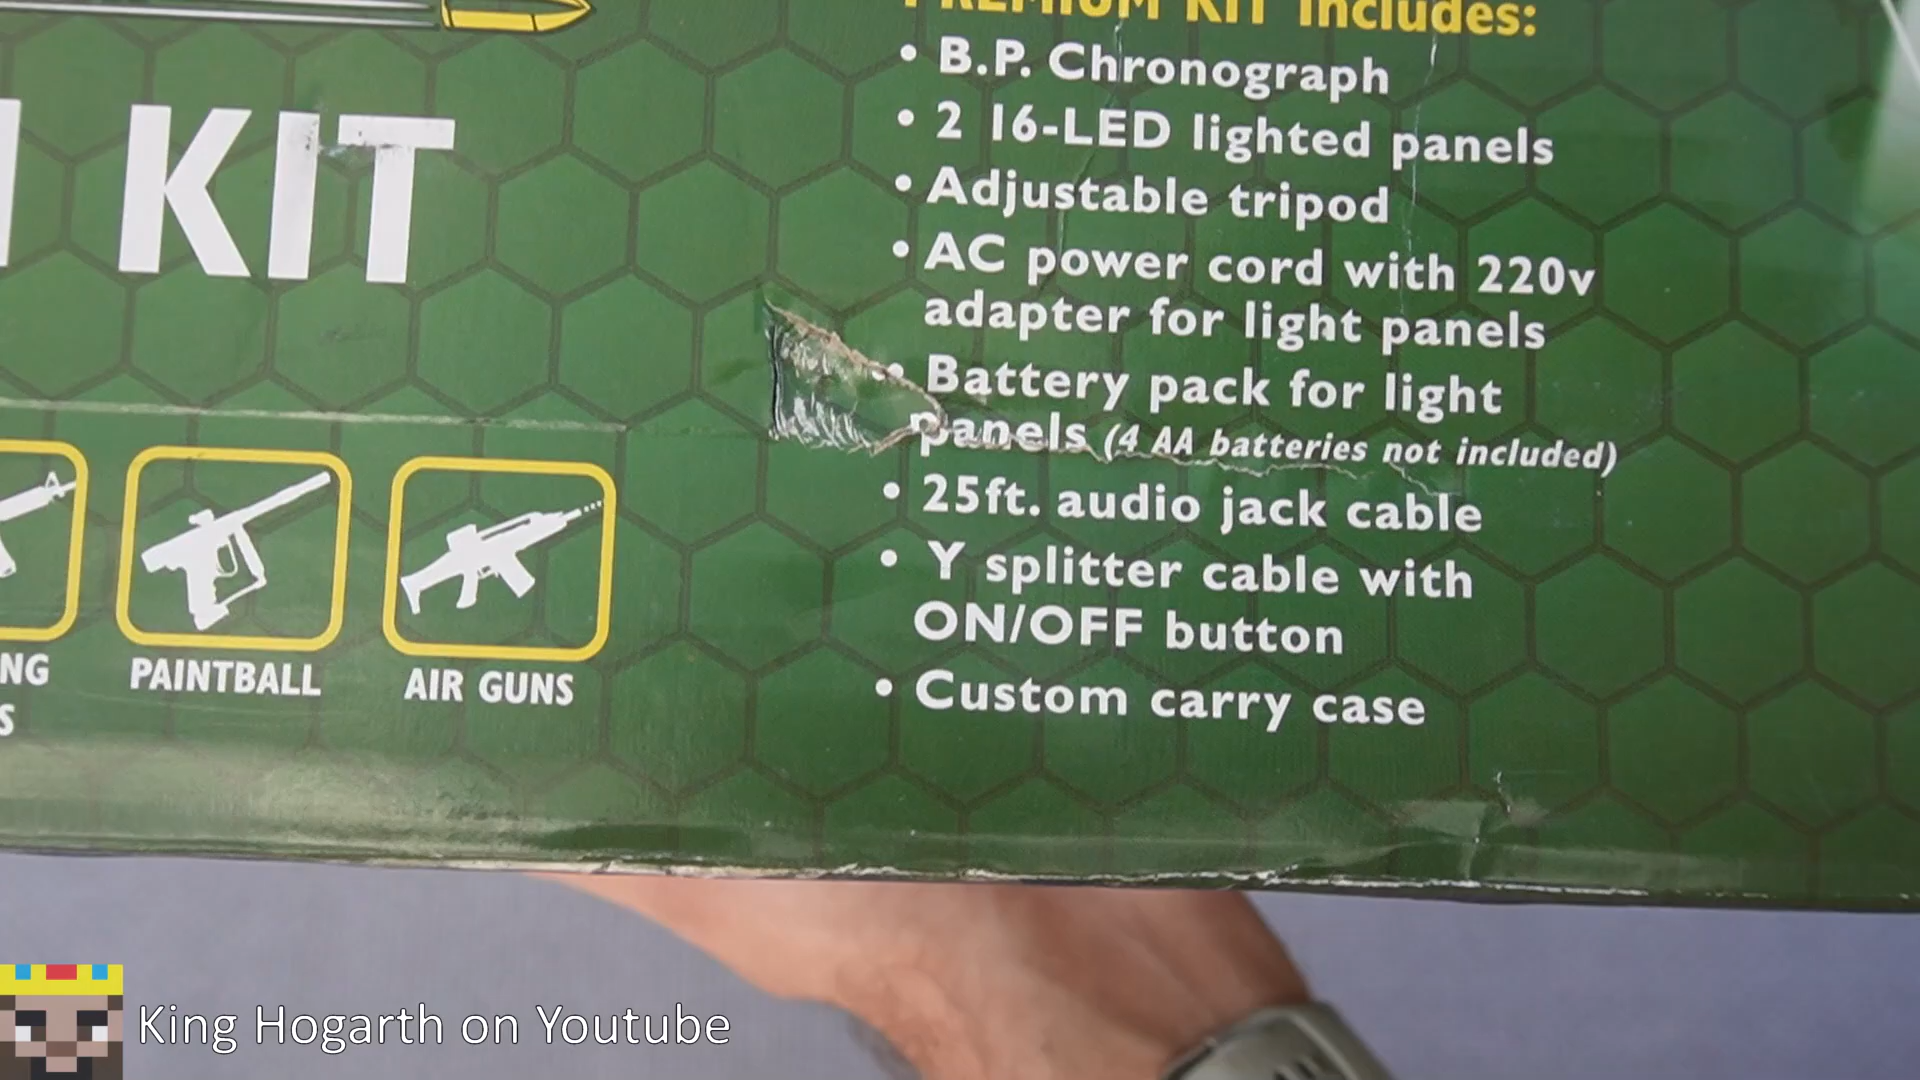 PREMIUM KIT includes:
• B.P. Chronograph
• 2 16-LED lighted panels
• Adjustable tripod
• AC power cord with 220v
adapter for light panels
• Battery pack for light
panels (4 AA batteries not included)
• 25ft. audio jack cable
• Y splitter cable with
ON/OFF button
• Custom carry case
KIT
NG
S
PAINTBALL
AIR GUNS
King Hogarth on Youtube